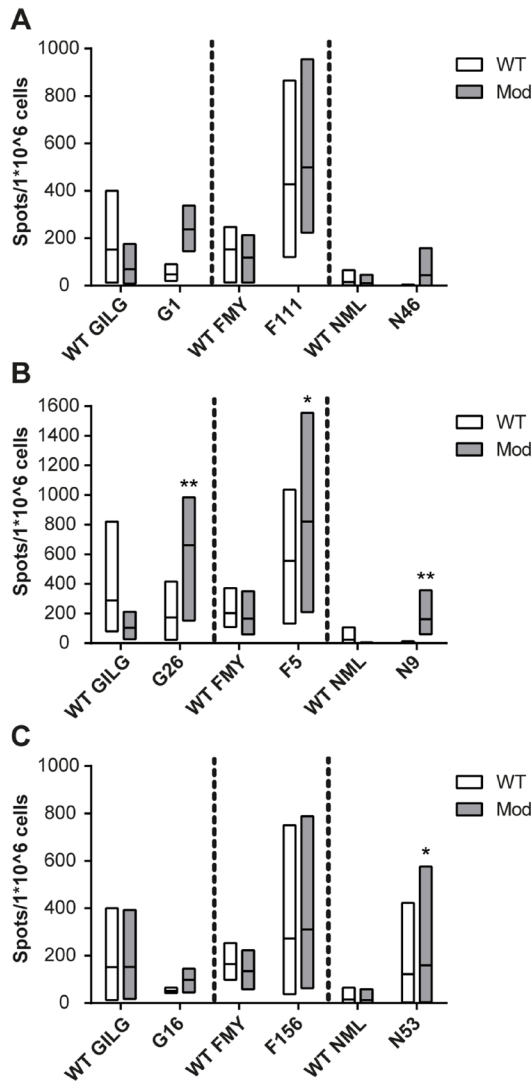 A
Spots/1*10^6 cells
1000
800
600
400
200
0
WT GILG
G1
WT FMY
F111
WT NML
N46
WT
Mod
B
Spots/1*10^6 cells
1600
1400
1200
1000
800
600
400
200
0
**
*
**
WT GILG
G26
WT FMY
F5
WT NML
N9
WT
Mod
C
Spots/1*10^6 cells
1000
800
600
400
200
0
*
WT GILG
G16
WT FMY
F156
WT NML
N53
WT
Mod